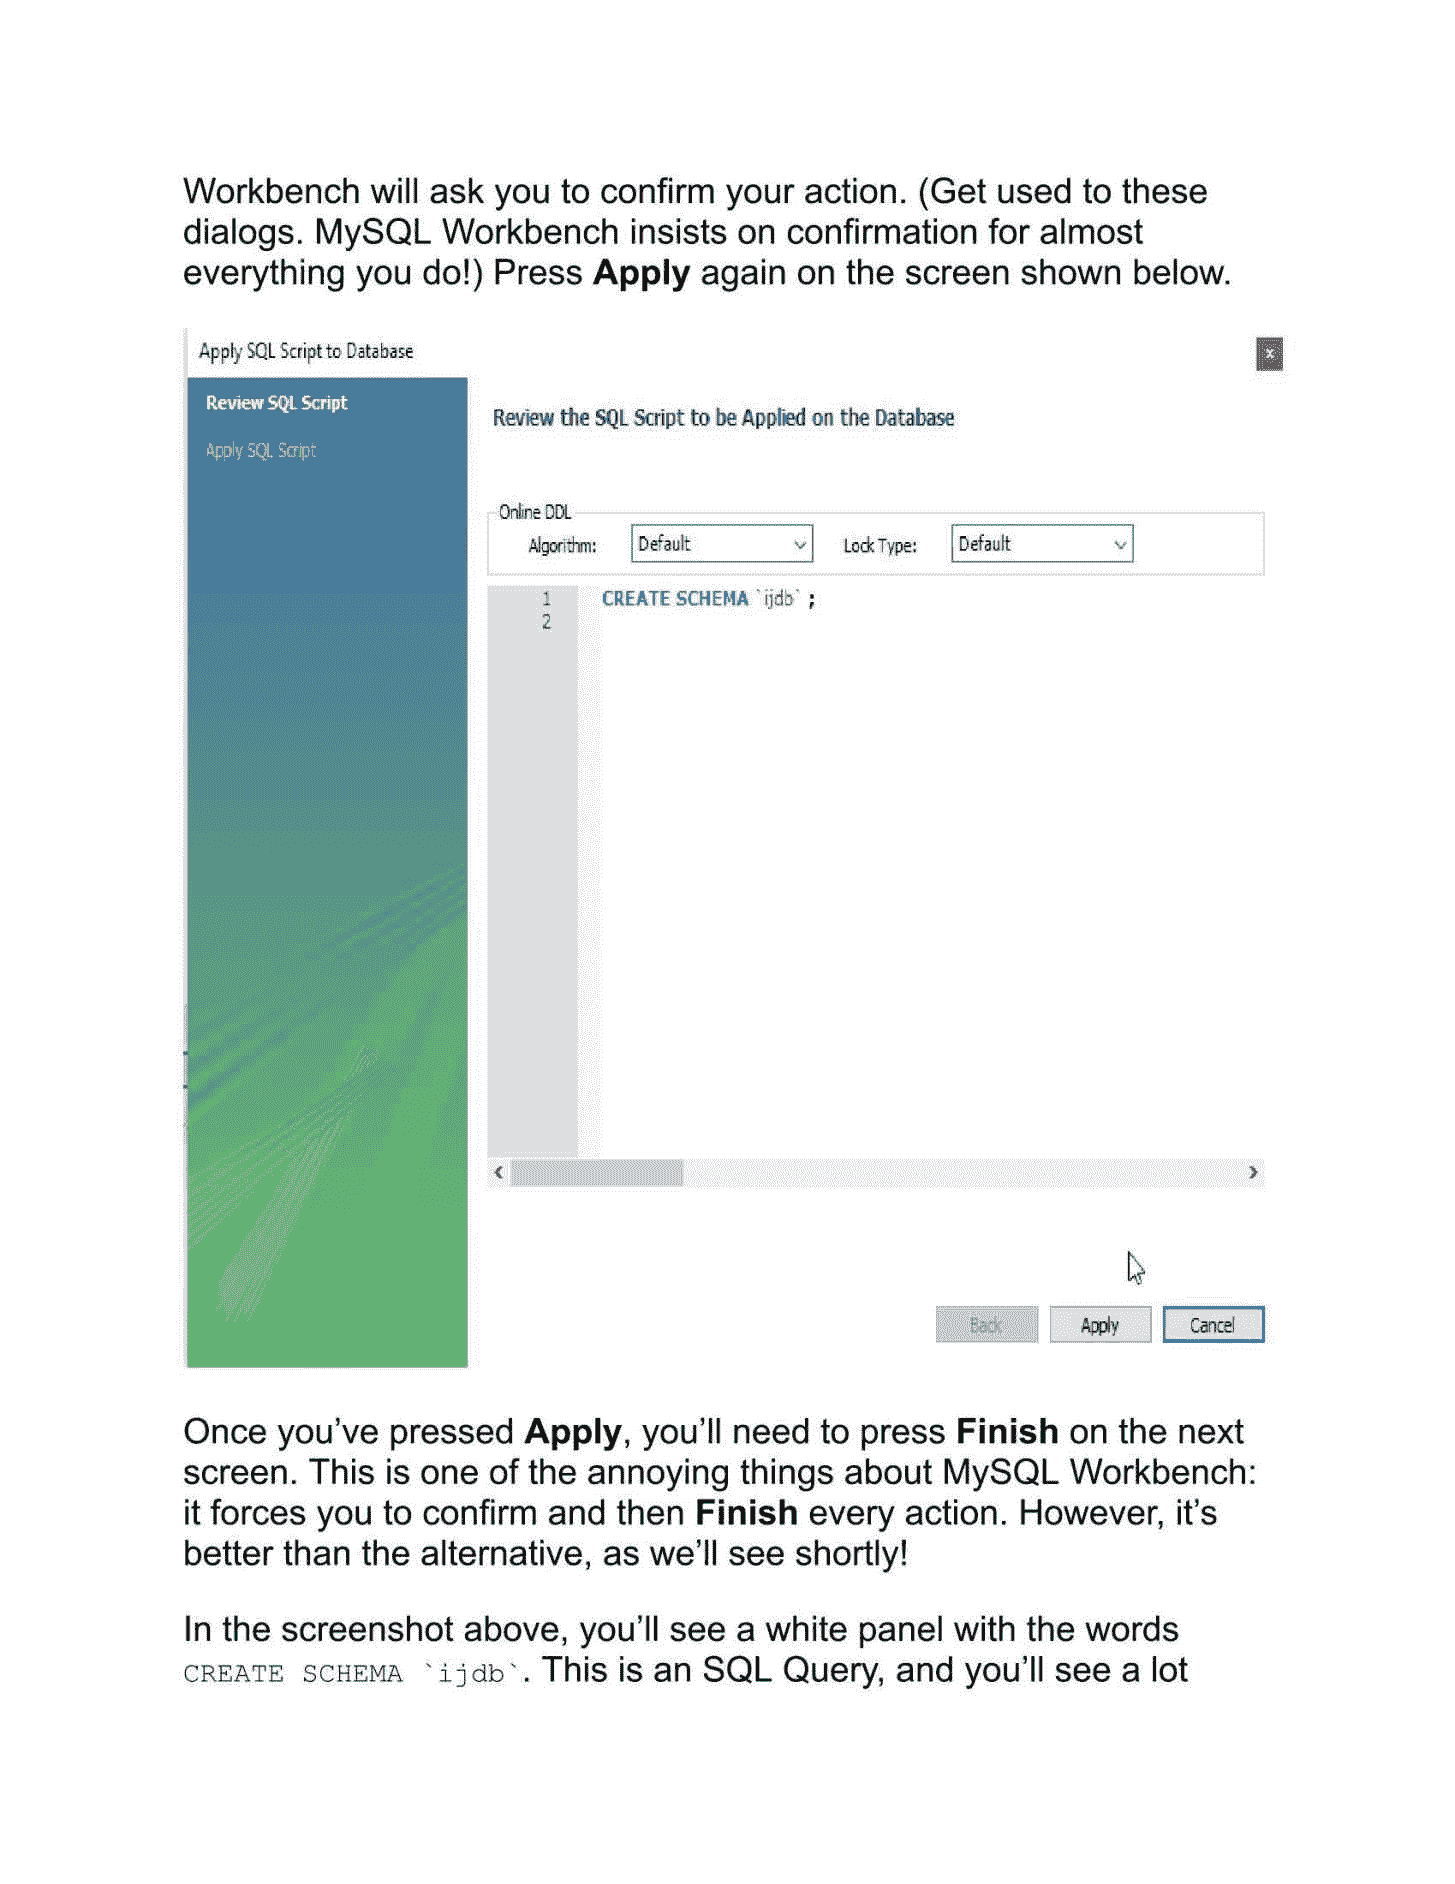 Workbench will ask you to confirm your action. (Get used to these
dialogs. MySQL Workbench insists on confirmation for almost
everything you do!) Press Apply again on the screen shown below.
Apply SQL Script to Database
x
Review SQL Script
Apply SQL Script
Review the SQL Script to be Applied on the Database
Online DDL
Algorithm: Default Lock Type: Default
1 CREATE SCHEMA `ijdb` ;
2
Back Apply Cancel
Once you’ve pressed Apply, you’ll need to press Finish on the next
screen. This is one of the annoying things about MySQL Workbench:
it forces you to confirm and then Finish every action. However, it’s
better than the alternative, as we’ll see shortly!
In the screenshot above, you’ll see a white panel with the words
CREATE SCHEMA `ijdb`. This is an SQL Query, and you’ll see a lot